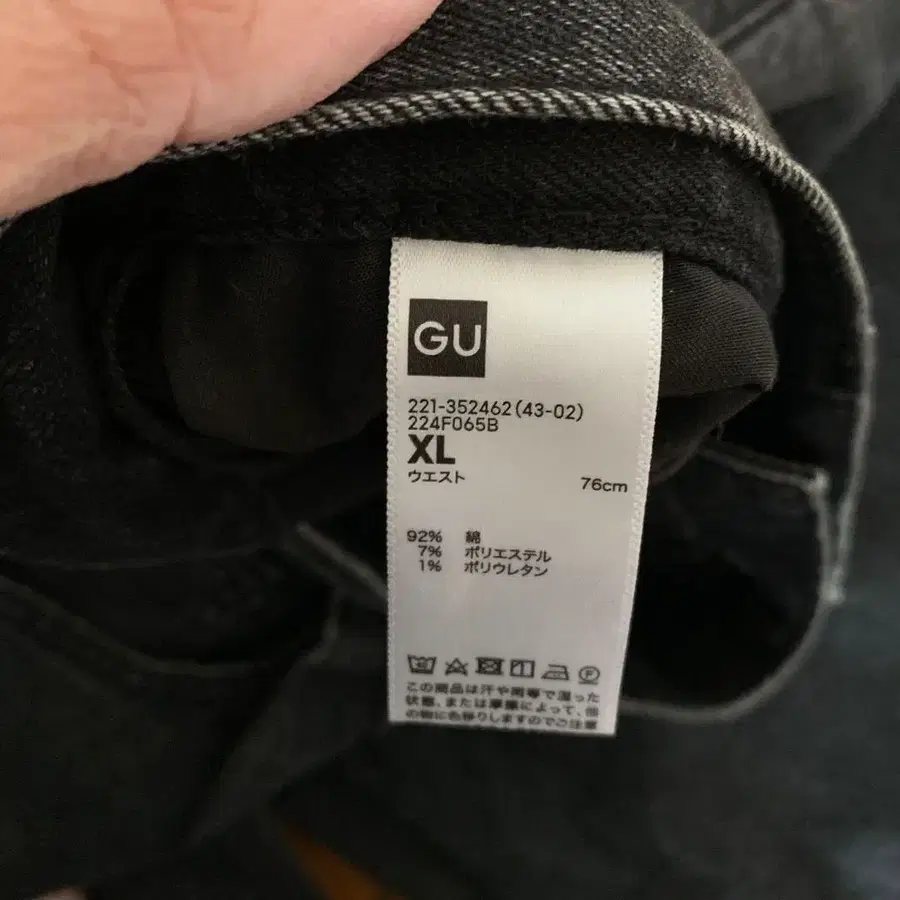 GU
221-352462(43-02)
224F065B
XL
ウエスト 76cm
92% 綿
7% ポリエステル
1% ポリウレタン
この商品は汗や雨等で湿った
状態、または摩擦によって、他
の物に色移りしますのでご注意